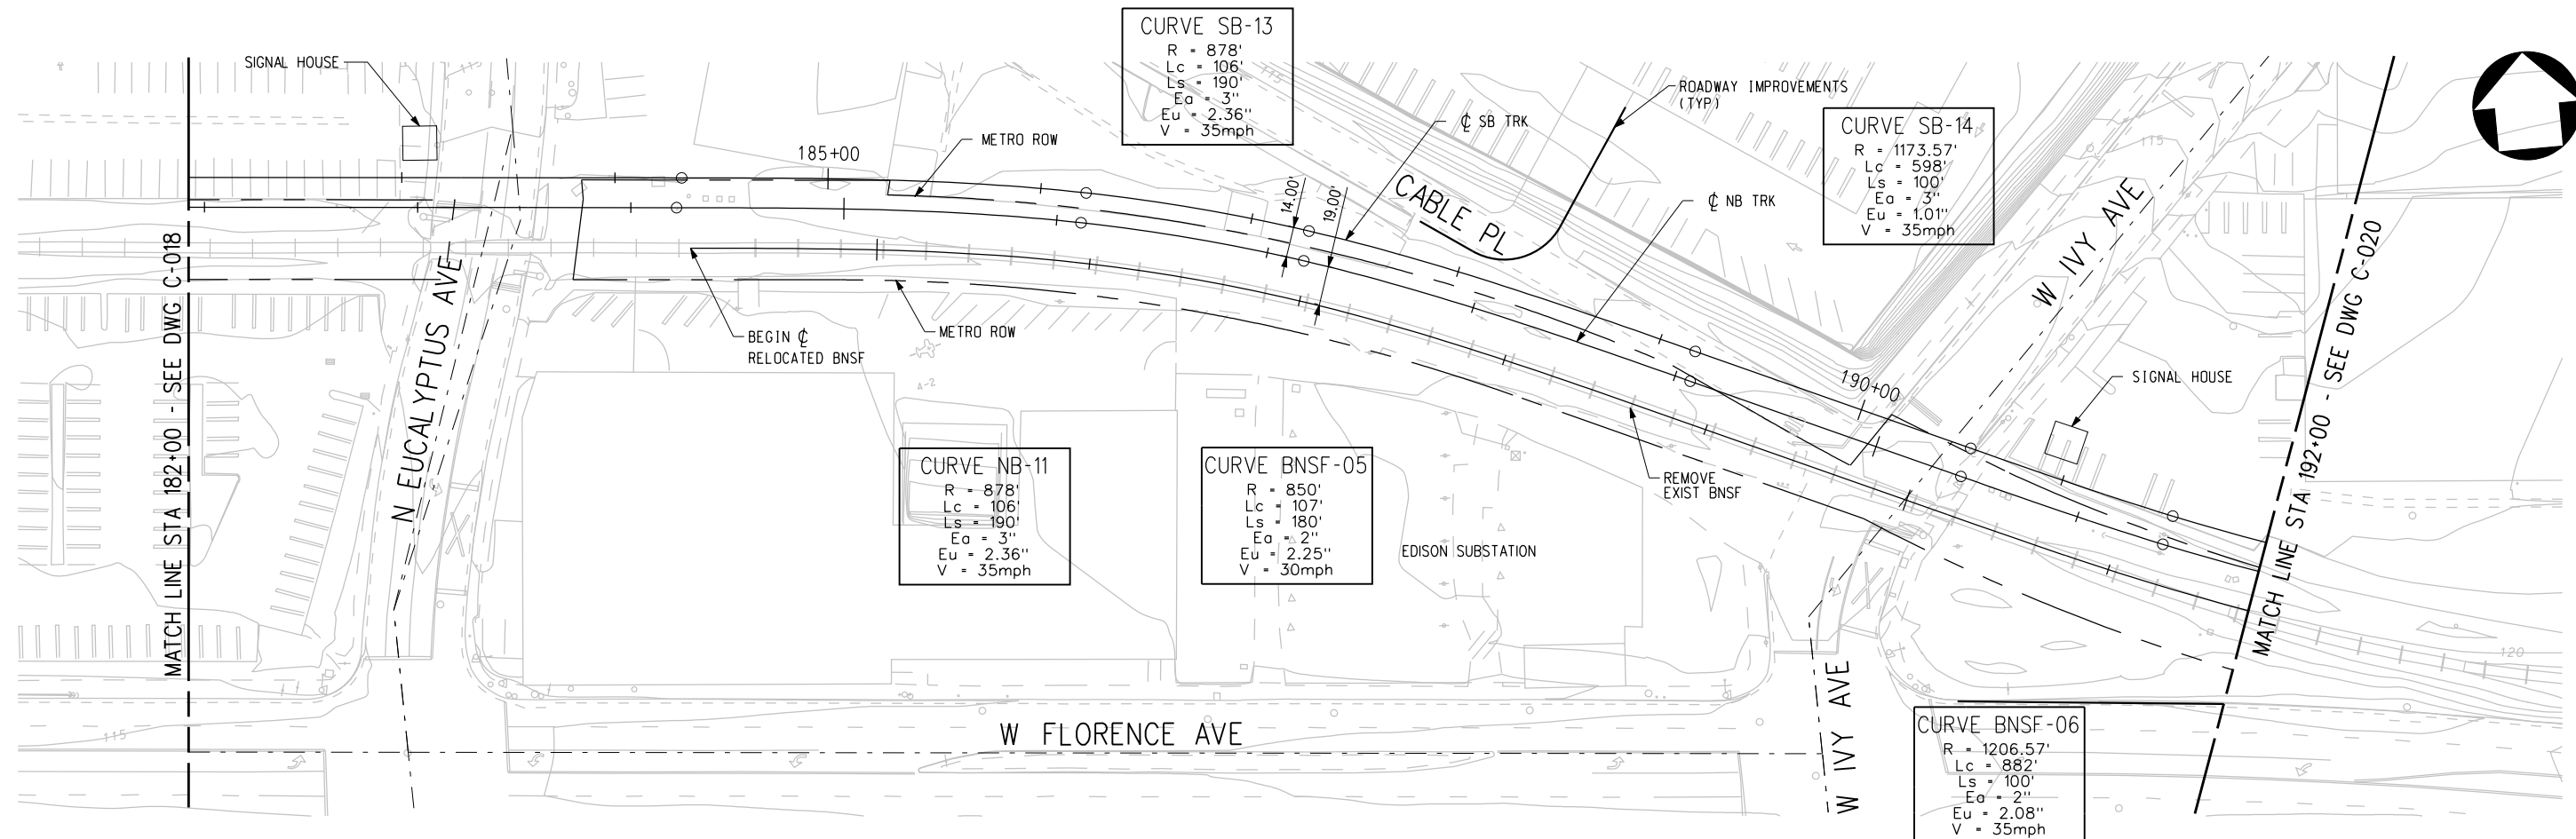 CURVE SB-13
R = 878'
Lc = 106'
Ls = 190'
Ea = 3"
Eu = 2.36"
V = 35mph
SIGNAL HOUSE
115
METRO ROW
185+00
℄ SB TRK
ROADWAY IMPROVEMENTS
(TYP)
CURVE SB-14
R = 1173.57'
Lc = 598'
Ls = 100'
Ea = 3"
Eu = 1.01"
V = 35mph
115
115
14.00'
19.00'
CABLE PL
℄ NB TRK
W IVY AVE
MATCH LINE STA 182+00 - SEE DWG C-018
N EUCALYPTUS AVE
BEGIN ℄
RELOCATED BNSF
METRO ROW
A-2
190+00
SIGNAL HOUSE
MATCH LINE STA 192+00 - SEE DWG C-020
REMOVE
EXIST BNSF
CURVE NB-11
R = 878'
Lc = 106'
Ls = 190'
Ea = 3"
Eu = 2.36"
V = 35mph
CURVE BNSF-05
R = 850'
Lc = 107'
Ls = 180'
Ea = 2"
Eu = 2.25"
V = 30mph
EDISON SUBSTATION
120
W IVY AVE
115
W FLORENCE AVE
CURVE BNSF-06
R = 1206.57'
Lc = 882'
Ls = 100'
Ea = 2"
Eu = 2.08"
V = 35mph